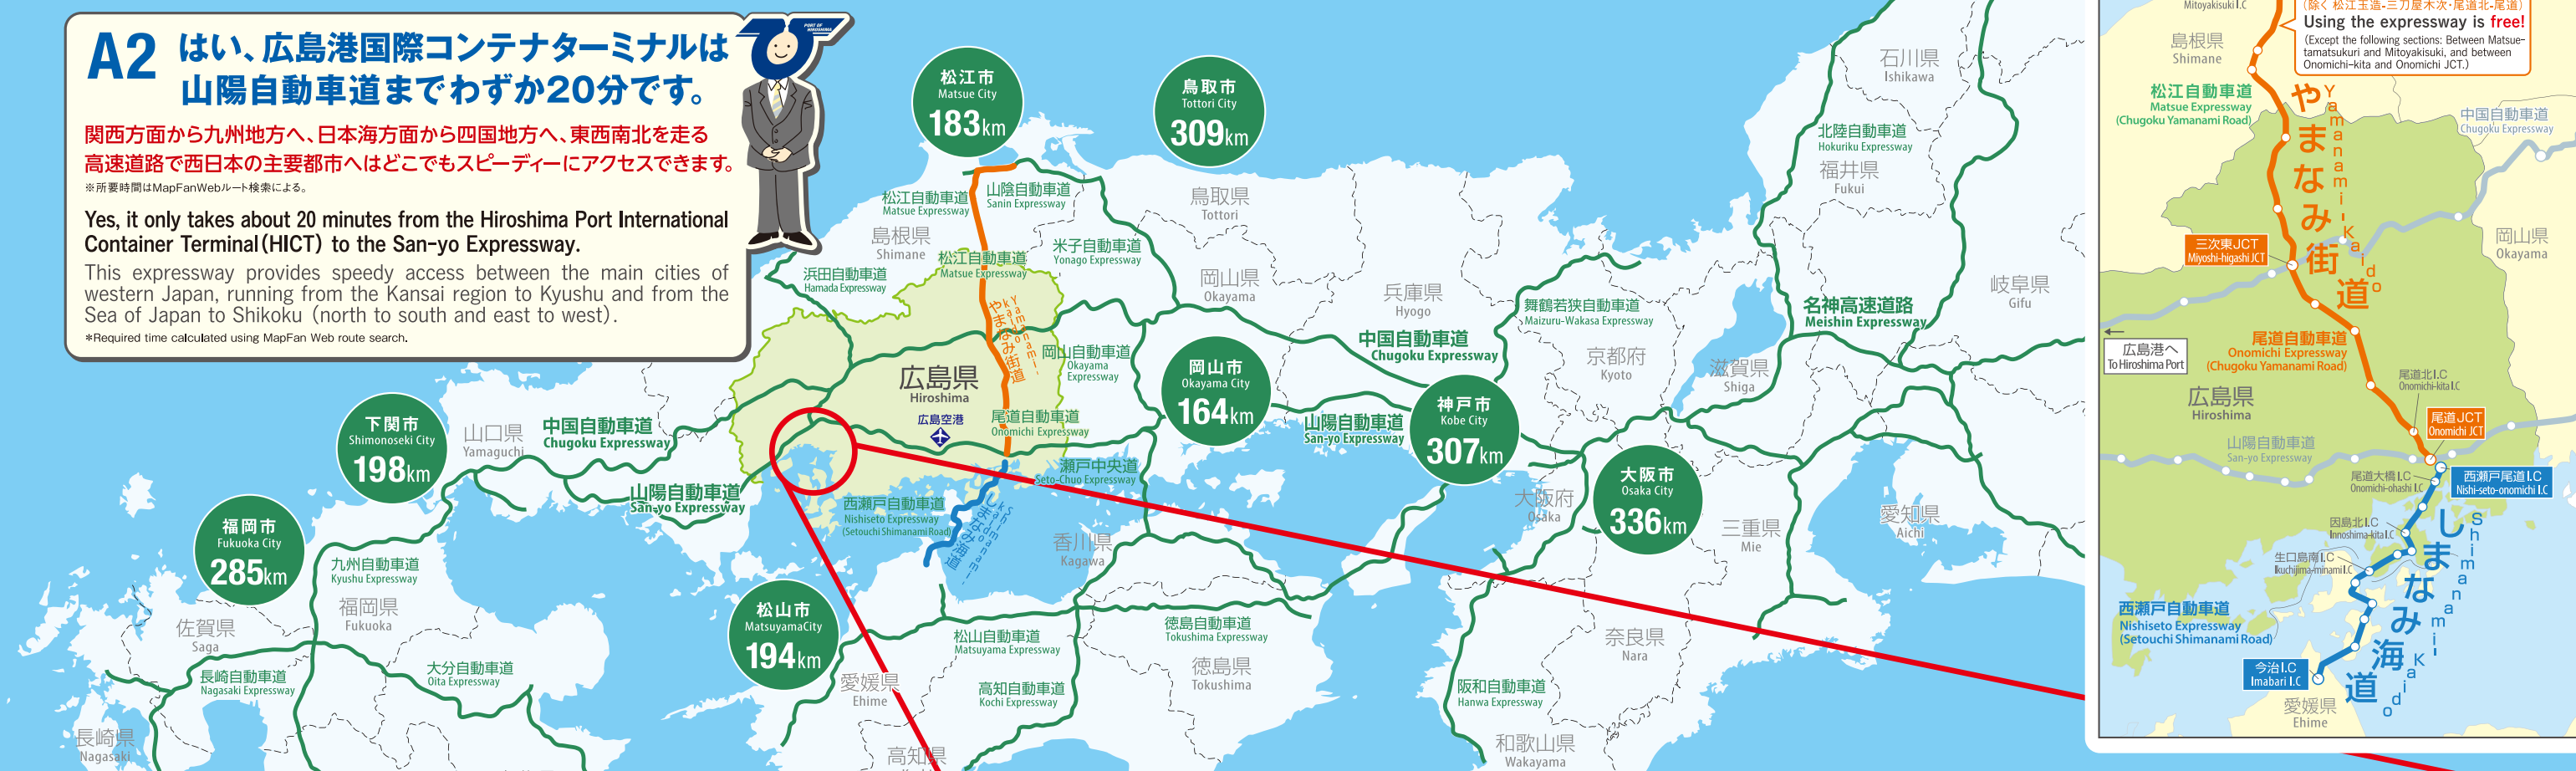 A2 はい、広島港国際コンテナターミナルは
山陽自動車道までわずか20分です。
PORT OF
HIROSHIMA
関西方面から九州地方へ、日本海方面から四国地方へ、東西南北を走る
高速道路で西日本の主要都市へはどこでもスピーディーにアクセスできます。
※所要時間はMapFanWebルート検索による。
Yes, it only takes about 20 minutes from the Hiroshima Port International
Container Terminal(HICT) to the San-yo Expressway.
This expressway provides speedy access between the main cities of
western Japan, running from the Kansai region to Kyushu and from the
Sea of Japan to Shikoku (north to south and east to west).
*Required time calculated using MapFan Web route search.
松江市
Matsue City
183km
鳥取市
Tottori City
309km
石川県
Ishikawa
北陸自動車道
Hokuriku Expressway
福井県
Fukui
松江自動車道
Matsue Expressway
山陰自動車道
Sanin Expressway
鳥取県
Tottori
島根県
Shimane
米子自動車道
Yonago Expressway
松江自動車道
Matsue Expressway
浜田自動車道
Hamada Expressway
岡山県
Okayama
兵庫県
Hyogo
舞鶴若狭自動車道
Maizuru-Wakasa Expressway
名神高速道路
Meishin Expressway
岐阜県
Gifu
やまなみ街道
Yamanami-Kaido
中国自動車道
Chugoku Expressway
岡山自動車道
Okayama
Expressway
京都府
Kyoto
滋賀県
Shiga
広島県
Hiroshima
広島空港
岡山市
Okayama City
164km
神戸市
Kobe City
307km
山陽自動車道
San-yo Expressway
尾道自動車道
Onomichi Expressway
下関市
Shimonoseki City
198km
山口県
Yamaguchi
中国自動車道
Chugoku Expressway
瀬戸中央道
Seto-Chuo Expressway
大阪市
Osaka City
336km
大阪府
Osaka
山陽自動車道
San-yo Expressway
西瀬戸自動車道
Nishiseto Expressway
(Setouchi Shimanami Road)
しまなみ海道
Shimanami-Kaido
福岡市
Fukuoka City
285km
香川県
Kagawa
三重県
Mie
愛知県
Aichi
九州自動車道
Kyushu Expressway
福岡県
Fukuoka
松山市
MatsuyamaCity
194km
佐賀県
Saga
松山自動車道
Matsuyama Expressway
徳島自動車道
Tokushima Expressway
奈良県
Nara
長崎自動車道
Nagasaki Expressway
大分自動車道
Oita Expressway
愛媛県
Ehime
高知自動車道
Kochi Expressway
徳島県
Tokushima
阪和自動車道
Hanwa Expressway
長崎県
Nagasaki
高知県
和歌山県
Wakayama
Mitoyakisuki I.C
(除く 松江玉造-三刀屋木次・尾道北-尾道)
Using the expressway is free!
(Except the following sections: Between Matsue-
tamatsukuri and Mitoyakisuki, and between
Onomichi-kita and Onomichi JCT.)
島根県
Shimane
松江自動車道
Matsue Expressway
(Chugoku Yamanami Road)
やまなみ街道
Yamanami-Kaido
中国自動車道
Chugoku Expressway
三次東JCT
Miyoshi-higashi JCT
岡山県
Okayama
尾道自動車道
Onomichi Expressway
(Chugoku Yamanami Road)
←
広島港へ
To Hiroshima Port
尾道北I.C
Onomichi-kita I.C
広島県
Hiroshima
尾道JCT
Onomichi JCT
山陽自動車道
San-yo Expressway
尾道大橋I.C
Onomichi-ohashi I.C
西瀬戸尾道I.C
Nishi-seto-onomichi I.C
因島北I.C
Innoshima-kita I.C
生口島南I.C
Ikuchijima-minami I.C
しまなみ海道
Shimanami-Kaido
西瀬戸自動車道
Nishiseto Expressway
(Setouchi Shimanami Road)
今治I.C
Imabari I.C
愛媛県
Ehime